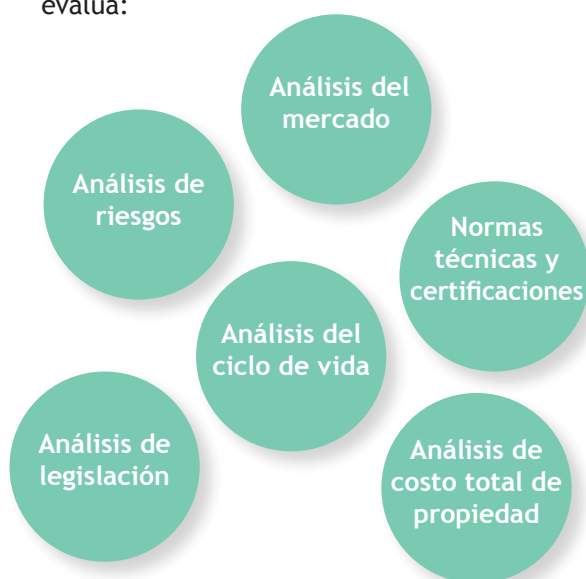 evalúa:
Análisis del
mercado
Análisis de
riesgos
Normas
técnicas y
certificaciones
Análisis del
ciclo de vida
Análisis de
legislación
Análisis de
costo total de
propiedad